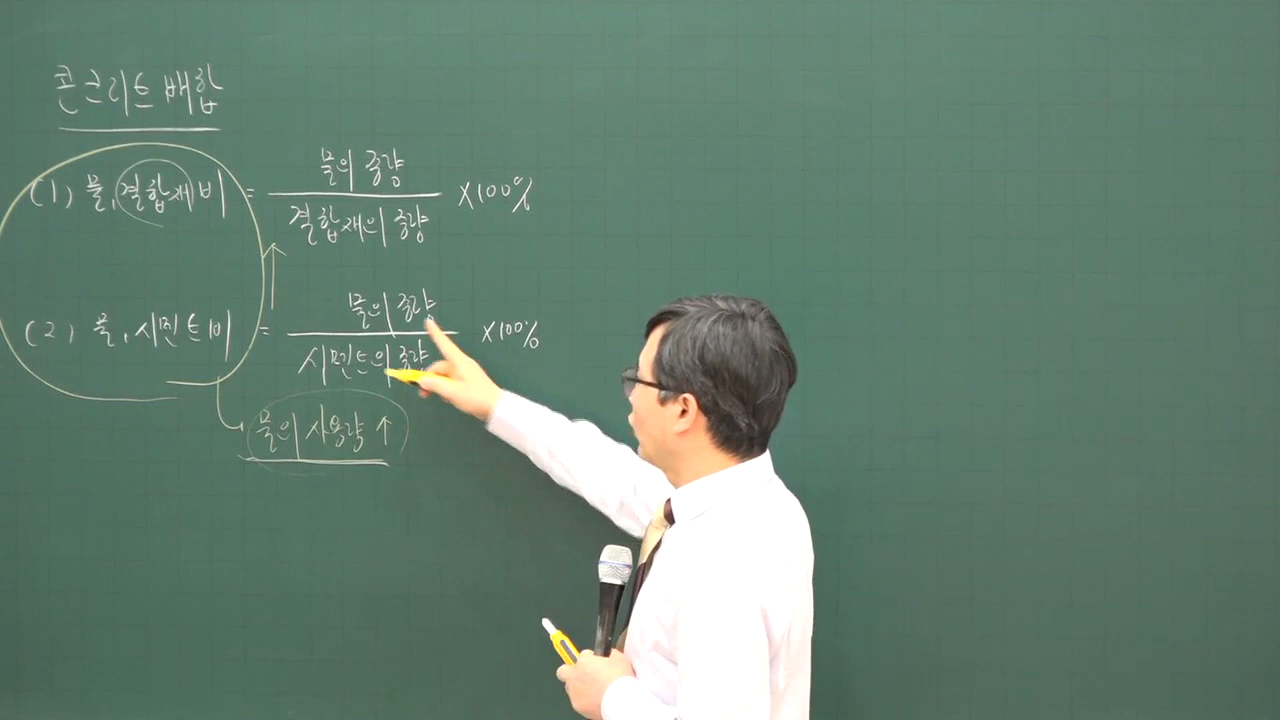 콘크리트 배합
(1) 물, 결합재비 = 물의 중량 / 결합재의 중량 ×100%
(2) 물, 시멘트비 = 물의 중량 / 시멘트의 중량 ×100%
물의 사용량 ↑